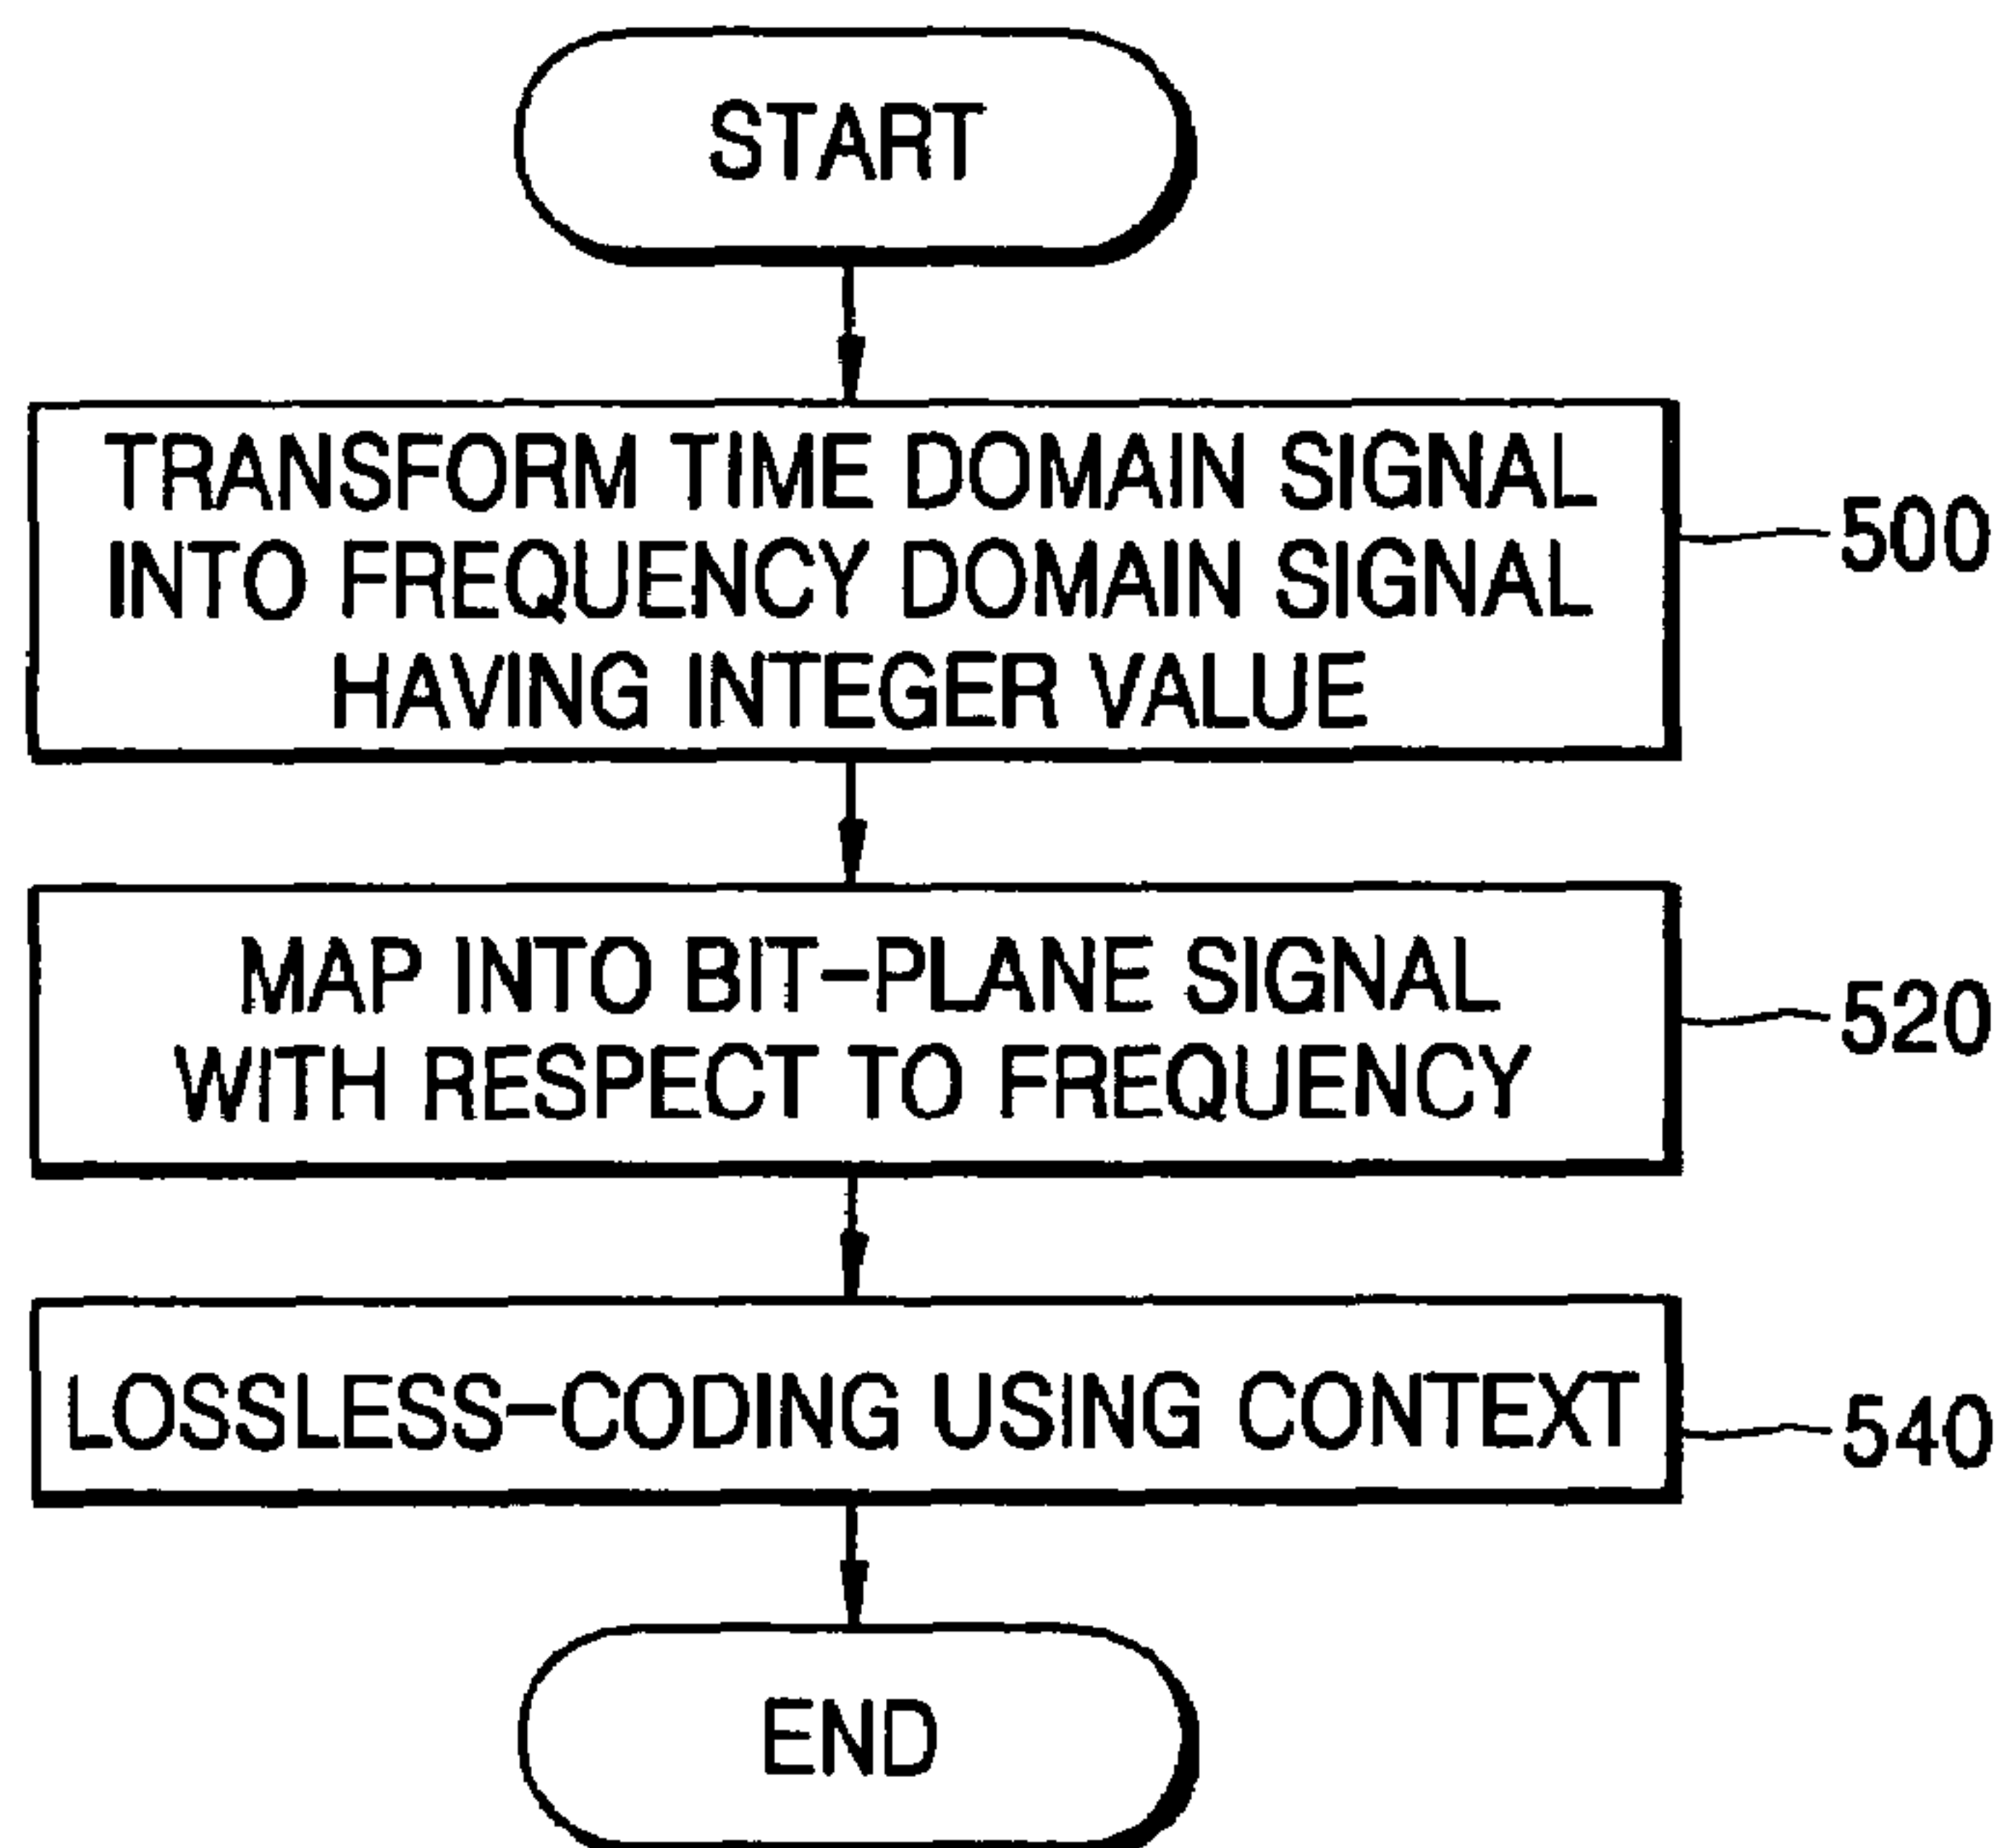 START
TRANSFORM TIME DOMAIN SIGNAL
INTO FREQUENCY DOMAIN SIGNAL
HAVING INTEGER VALUE
500
MAP INTO BIT-PLANE SIGNAL
WITH RESPECT TO FREQUENCY
520
LOSSLESS-CODING USING CONTEXT
540
END